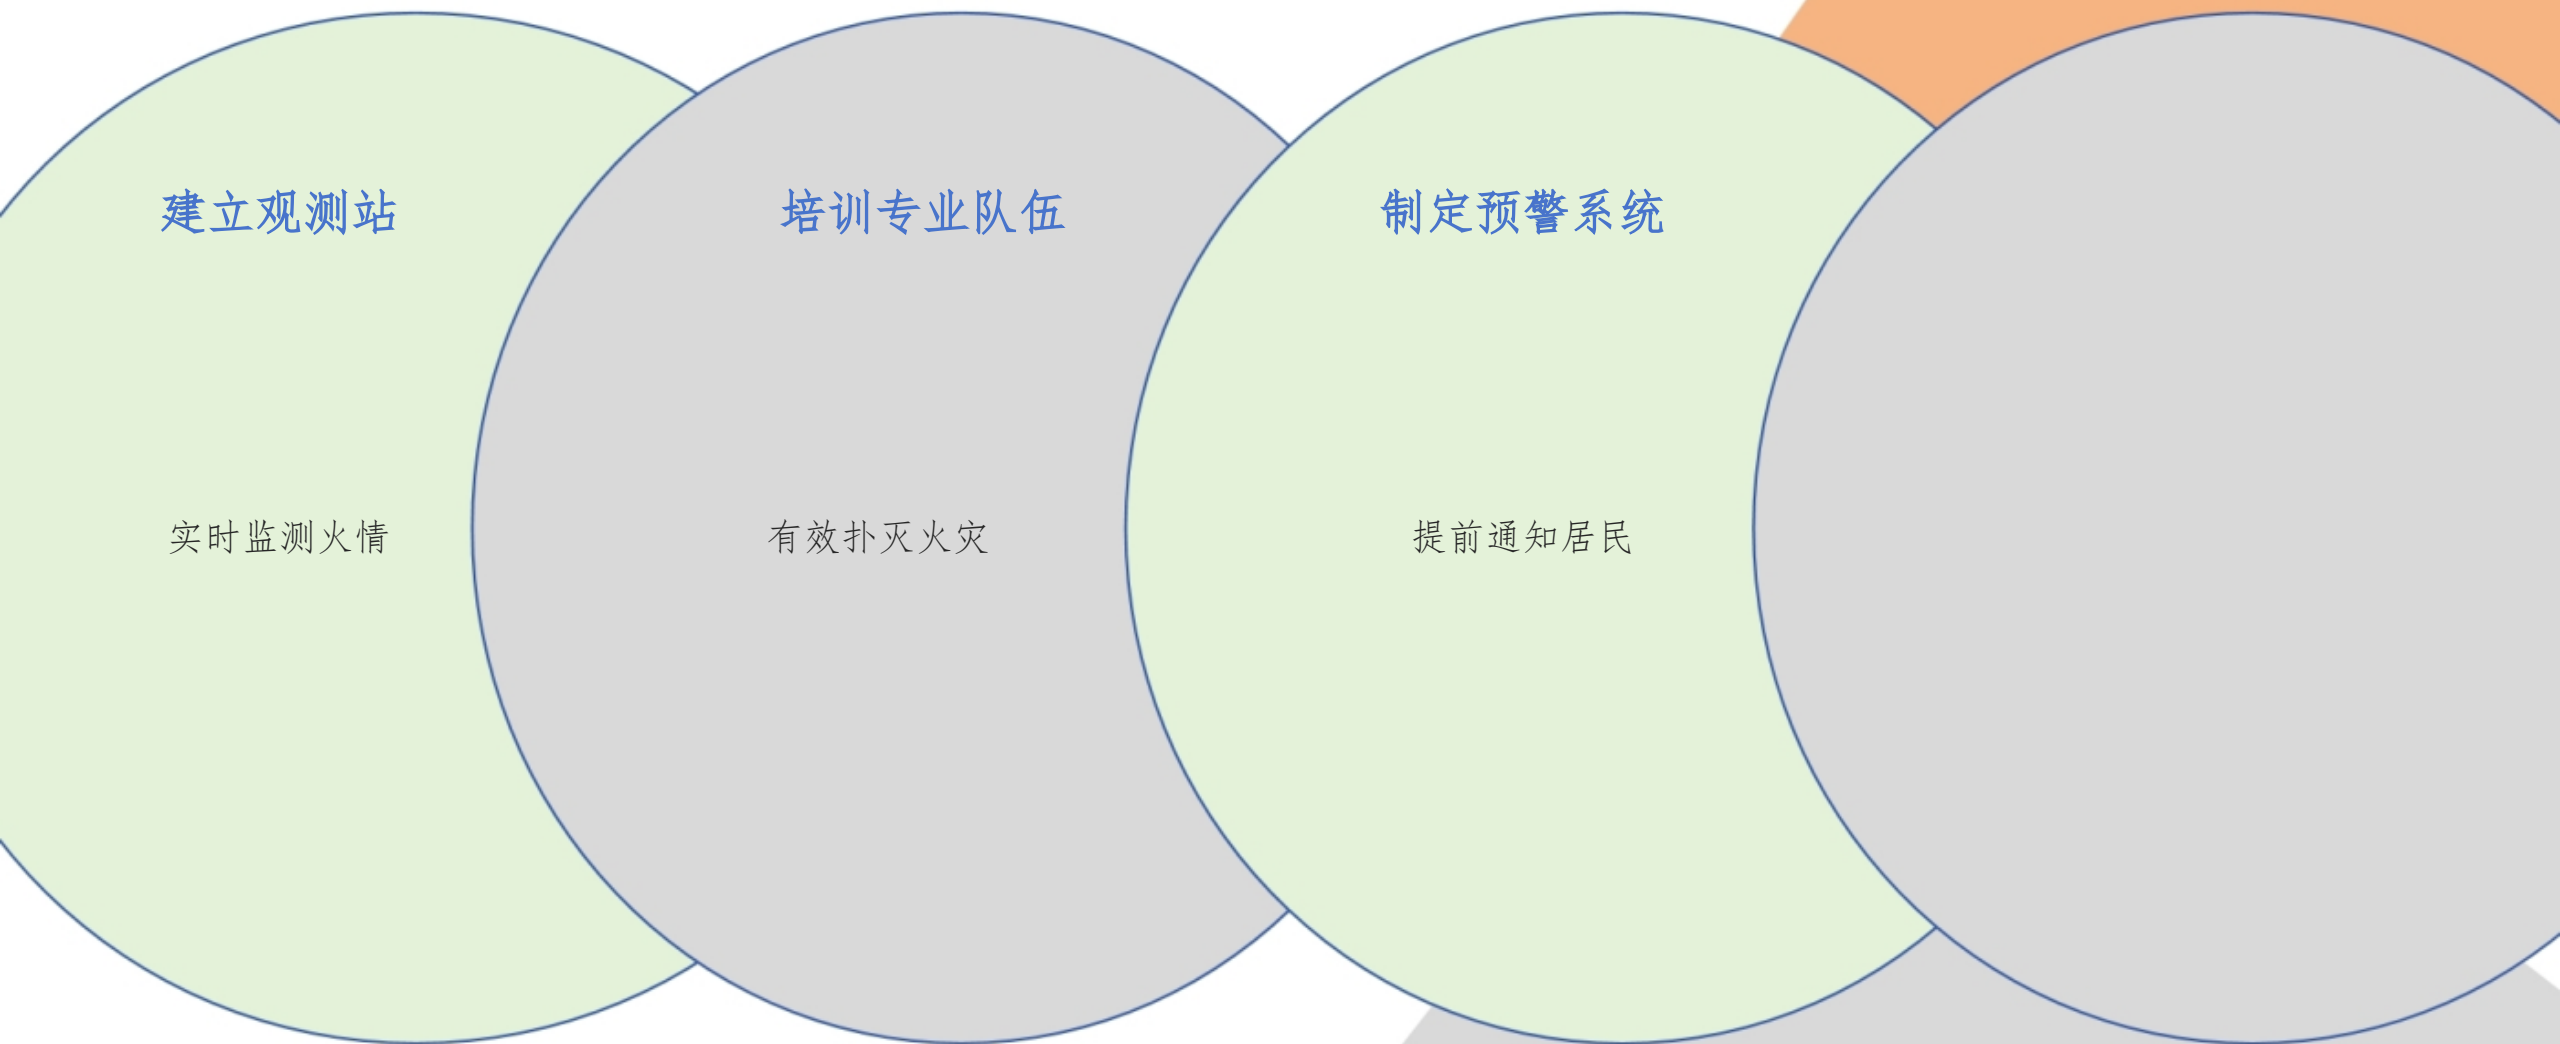 建立观测站
培训专业队伍
制定预警系统
实时监测火情
有效扑灭火灾
提前通知居民